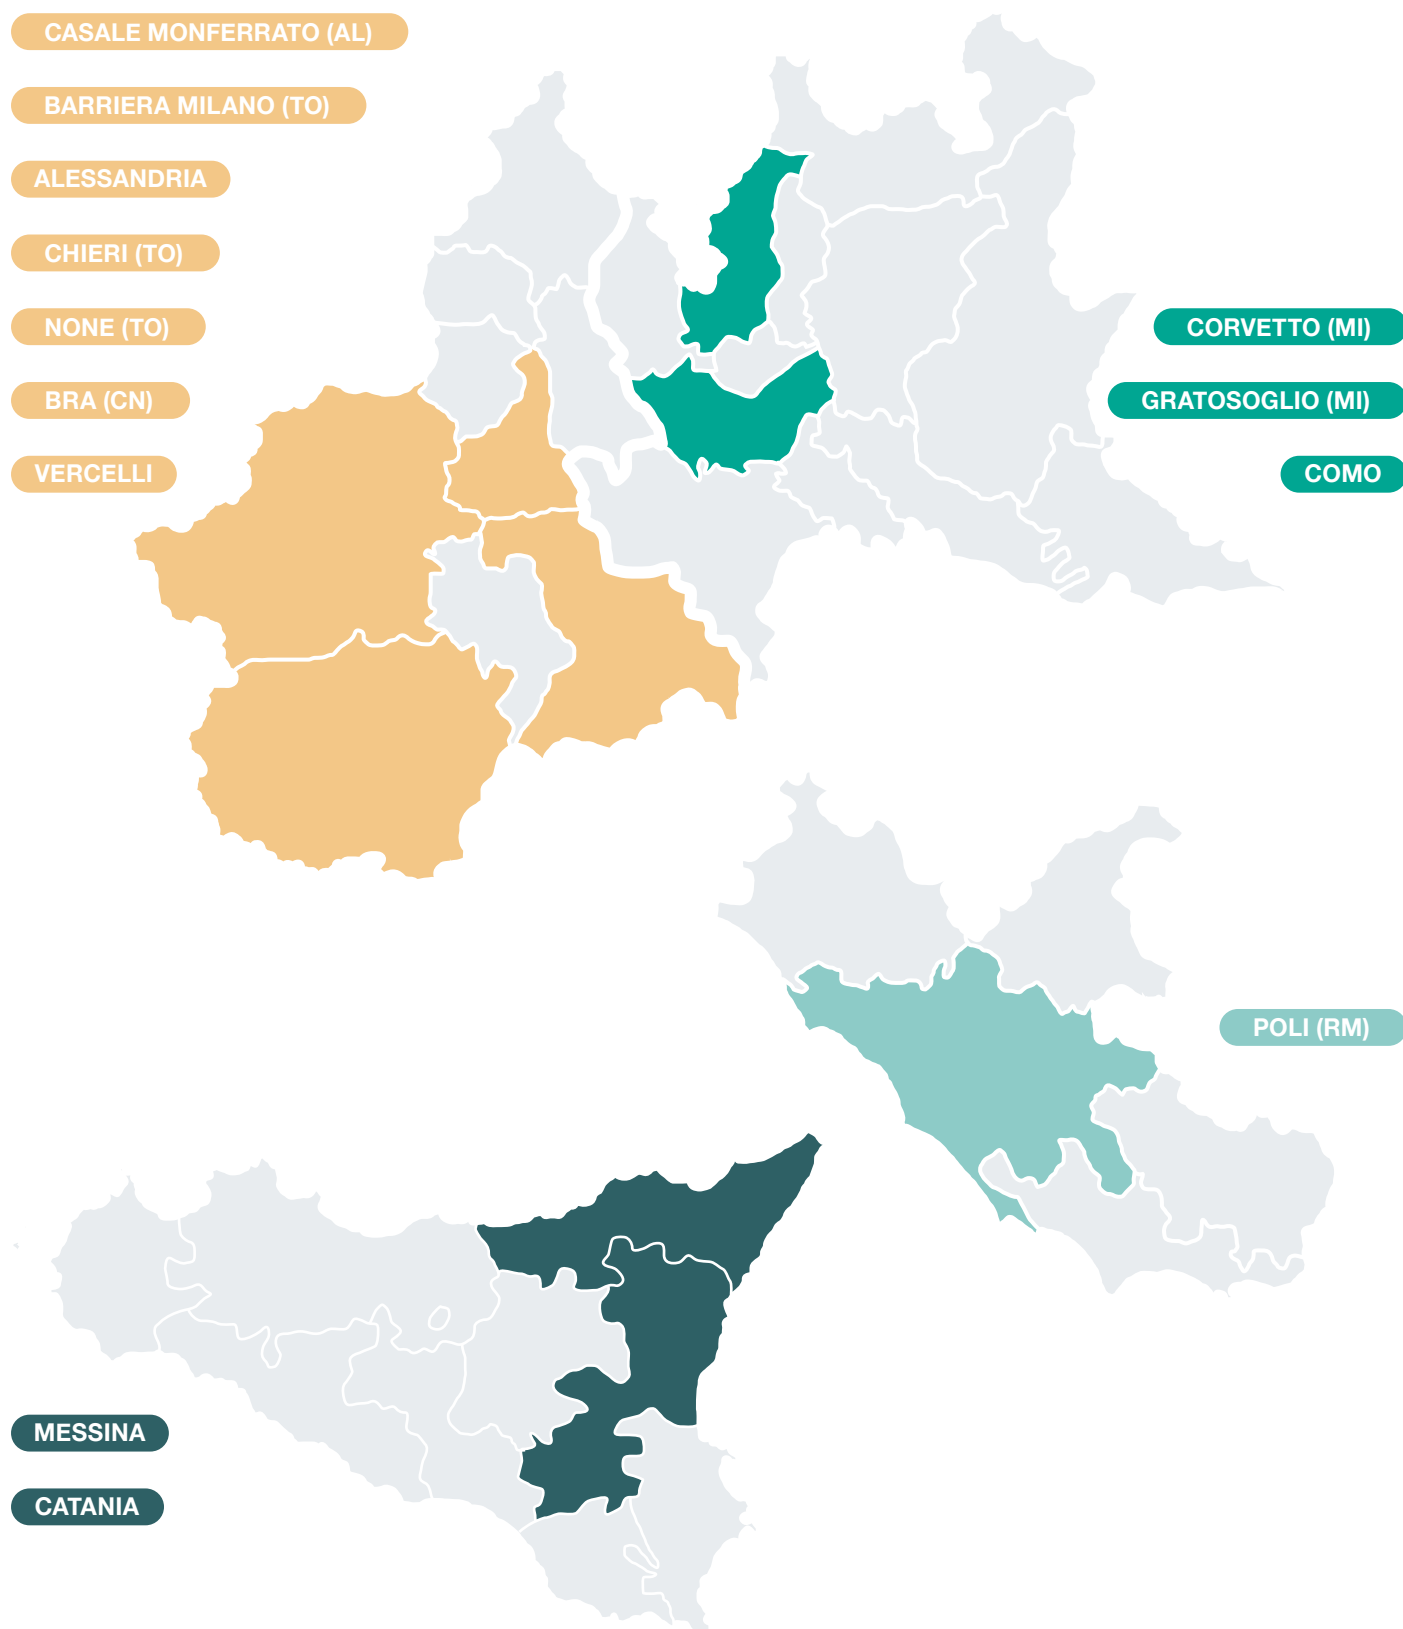 CASALE MONFERRATO (AL)
BARRIERA MILANO (TO)
ALESSANDRIA
CHIERI (TO)
NONE (TO)
BRA (CN)
VERCELLI
CORVETTO (MI)
GRATOSOGLIO (MI)
COMO
POLI (RM)
MESSINA
CATANIA